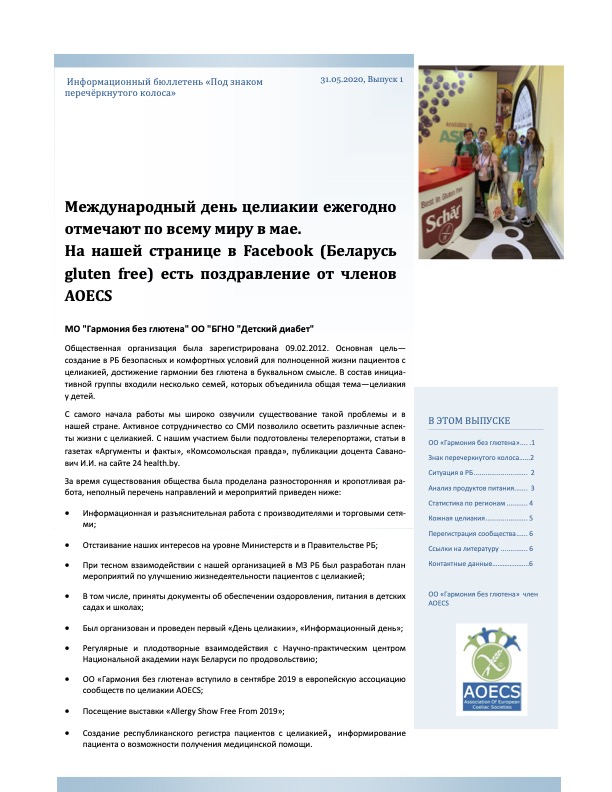 Информационный бюллетень «Под знаком
перечёркнутого колоса»
31.05.2020, Выпуск 1
Международный день целиакии ежегодно
отмечают по всему миру в мае.
На нашей странице в Facebook (Беларусь
gluten free) есть поздравление от членов
AOECS
МО "Гармония без глютена" ОО "БГНО "Детский диабет"
Общественная организация была зарегистрирована 09.02.2012. Основная цель—
создание в РБ безопасных и комфортных условий для полноценной жизни пациентов с
целиакией, достижение гармонии без глютена в буквальном смысле. В состав инициа-
тивной группы входили несколько семей, которых объединила общая тема—целиакия
у детей.
С самого начала работы мы широко озвучили существование такой проблемы и в
нашей стране. Активное сотрудничество со СМИ позволило осветить различные аспек-
ты жизни с целиакией. С нашим участием были подготовлены телерепортажи, статьи в
газетах «Аргументы и факты», «Комсомольская правда», публикации доцента Савано-
вич И.И. на сайте 24 health.by.
За время существования общества была проделана разносторонняя и кропотливая ра-
бота, неполный перечень направлений и мероприятий приведен ниже:
• Информационная и разъяснительная работа с производителями и торговыми сетя-
ми;
• Отстаивание наших интересов на уровне Министерств и в Правительстве РБ;
• При тесном взаимодействии с нашей организацией в МЗ РБ был разработан план
мероприятий по улучшению жизнедеятельности пациентов с целиакией;
• В том числе, приняты документы об обеспечении оздоровления, питания в детских
садах и школах;
• Был организован и проведен первый «День целиакии», «Информационный день»;
• Регулярные и плодотворные взаимодействия с Научно-практическим центром
Национальной академии наук Беларуси по продовольствию;
• ОО «Гармония без глютена» вступило в сентябре 2019 в европейскую ассоциацию
сообществ по целиакии AOECS;
• Посещение выставки «Allergy Show Free From 2019»;
• Создание республиканского регистра пациентов с целиакией, информирование
пациента о возможности получения медицинской помощи.
Best in Gluten Free
Schär
В ЭТОМ ВЫПУСКЕ
ОО «Гармония без глютена»..... .1
Знак перечеркнутого колоса.....2
Ситуация в РБ......................... 2
Анализ продуктов питания....... 3
Статистика по регионам ........... 4
Кожная целиакия..................... 5
Перегистрация сообщества ...... 6
Ссылки на литературу .............. 6
Контактные данные..................6
ОО «Гармония без глютена» член
AOECS
AOECS
Association Of European
Coeliac Societies